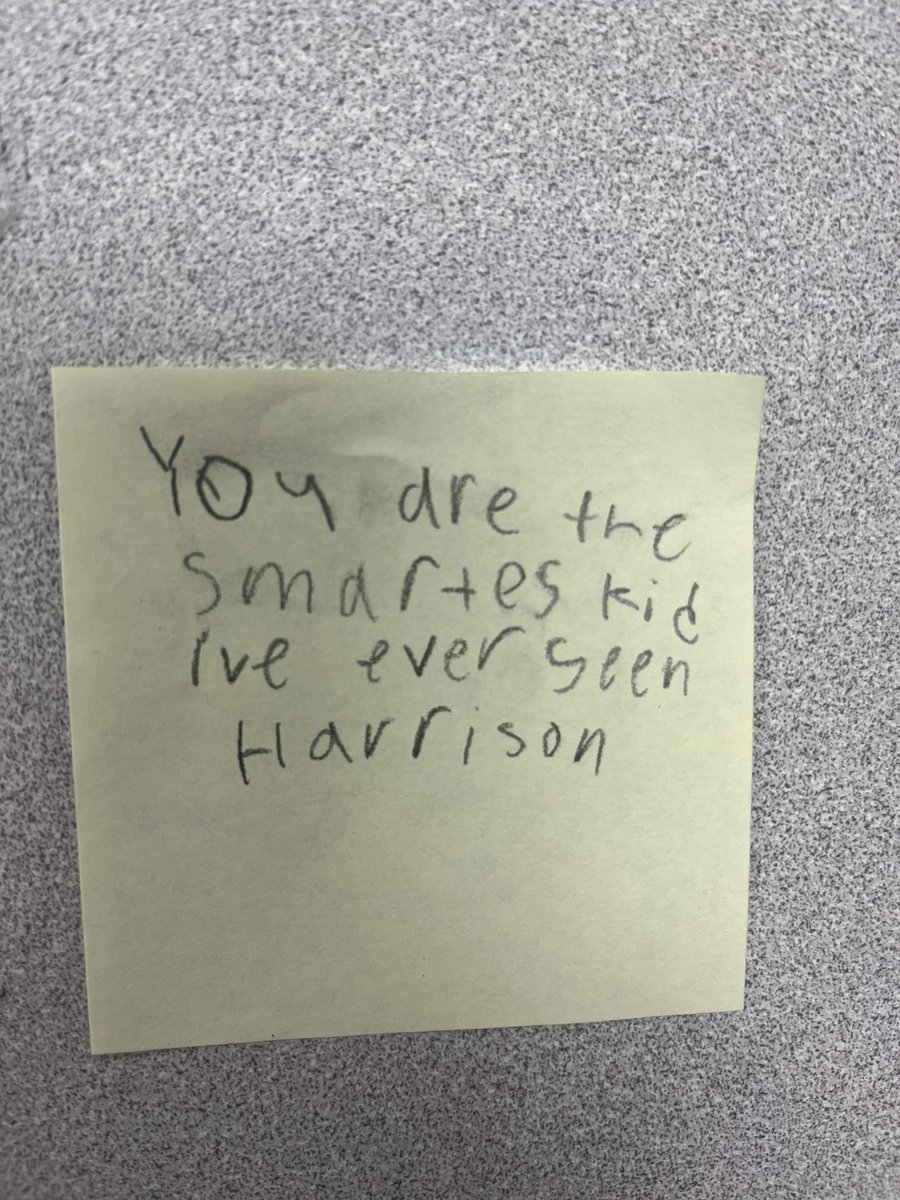 You are the
smartes kid
Ive ever seen
Harrison